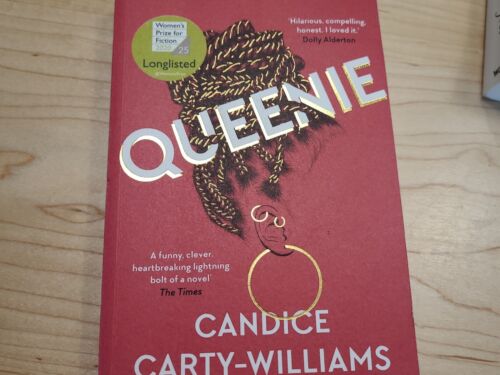 Women's
Prize for
Fiction
25
Longlisted
'Hilarious, compelling,
honest. I loved it.'
Dolly Alderton
QUEENIE
A funny, clever,
heartbreaking lightning
bolt of a novel'
The Times
CANDICE
CARTY-WILLIAMS